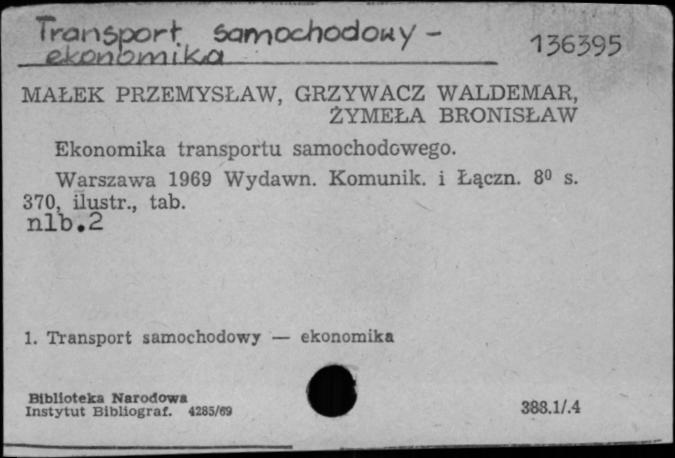 Transport samochodowy -
ekonomika
136395
MAŁEK PRZEMYSŁAW, GRZYWACZ WALDEMAR,
ŻYMEŁA BRONISŁAW
Ekonomika transportu samochodowego.
Warszawa 1969 Wydawn. Komunik. i Łączn. 8⁰ s.
370, ilustr., tab.
nlb.2
1. Transport samochodowy — ekonomika
Biblioteka Narodowa
Instytut Bibliograf. 4285/69
388.1/.4